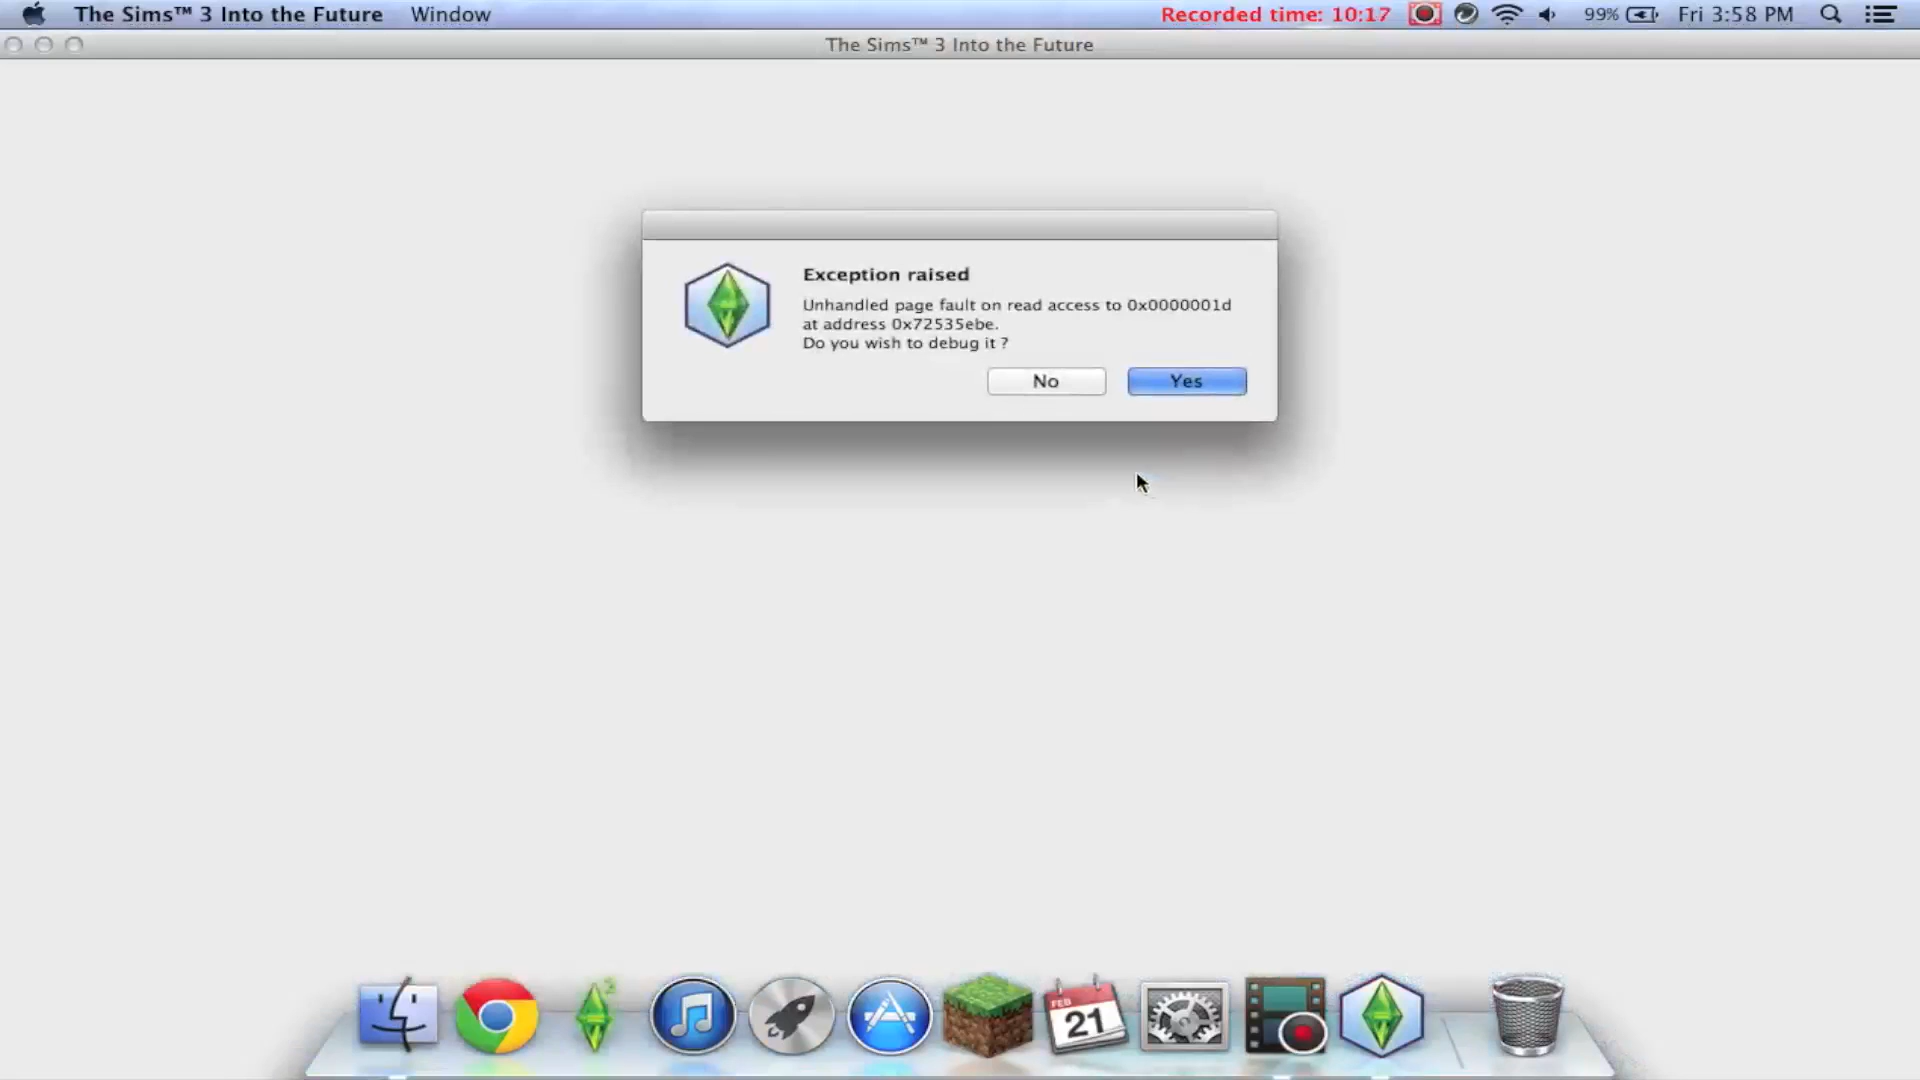 The Sims™ 3 Into the Future Window Recorded time: 10:17 99% Fri 3:58 PM
The Sims™ 3 Into the Future
Exception raised
Unhandled page fault on read access to 0x0000001d
at address 0x72535ebe.
Do you wish to debug it ?
No Yes
2
FEB
21